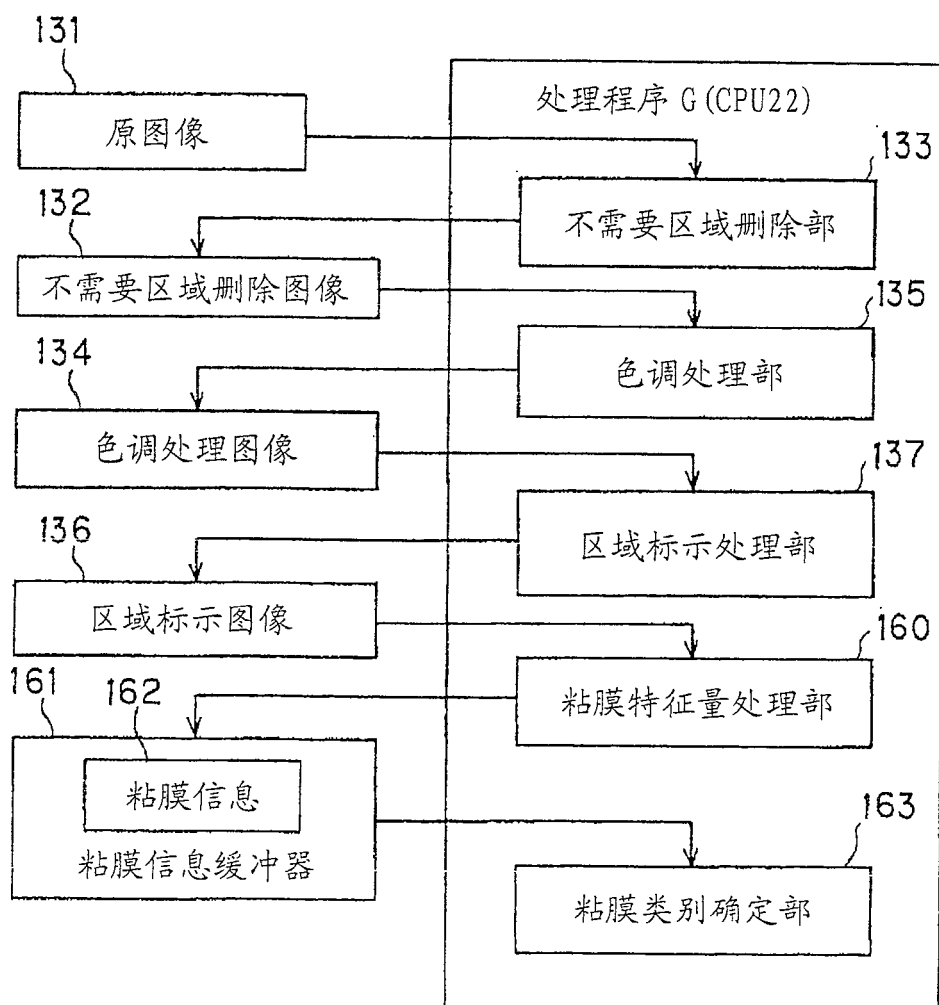 131
处理程序 G(CPU22)
原图像
133
132
不需要区域删除部
不需要区域删除图像
135
134
色调处理部
色调处理图像
137
136
区域标示处理部
区域标示图像
160
161
162
粘膜特征量处理部
粘膜信息
163
粘膜信息缓冲器
粘膜类别确定部